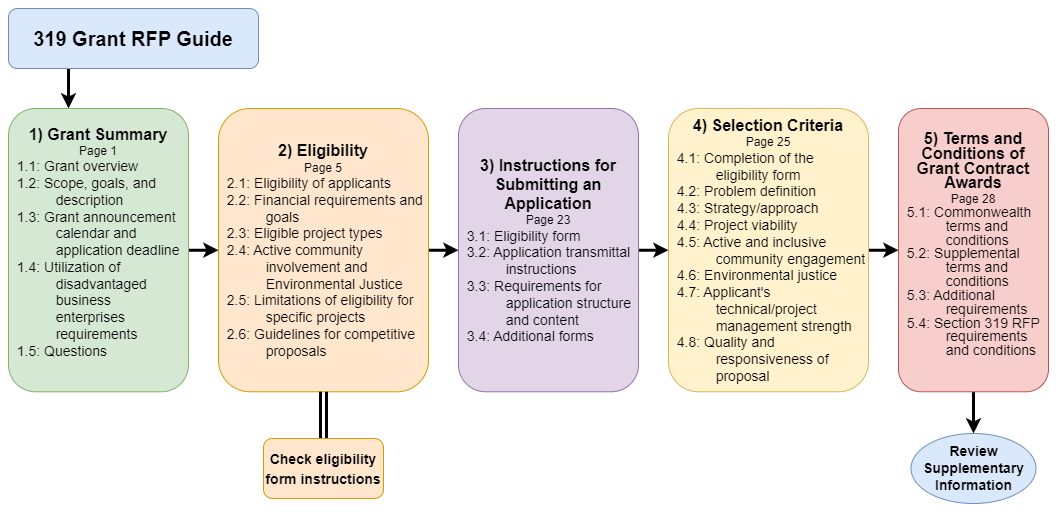 319 Grant RFP Guide
1) Grant Summary
Page 1
1.1: Grant overview
1.2: Scope, goals, and
description
1.3: Grant announcement
calendar and
application deadline
1.4: Utilization of
disadvantaged
business
enterprises
requirements
1.5: Questions
2) Eligibility
Page 5
2.1: Eligibility of applicants
2.2: Financial requirements and
goals
2.3: Eligible project types
2.4: Active community
involvement and
Environmental Justice
2.5: Limitations of eligibility for
specific projects
2.6: Guidelines for competitive
proposals
Check eligibility
form instructions
3) Instructions for
Submitting an
Application
Page 23
3.1: Eligibility form
3.2: Application transmittal
instructions
3.3: Requirements for
application structure
and content
3.4: Additional forms
4) Selection Criteria
Page 25
4.1: Completion of the
eligibility form
4.2: Problem definition
4.3: Strategy/approach
4.4: Project viability
4.5: Active and inclusive
community engagement
4.6: Environmental justice
4.7: Applicant's
technical/project
management strength
4.8: Quality and
responsiveness of
proposal
5) Terms and
Conditions of
Grant Contract
Awards
Page 28
5.1: Commonwealth
terms and
conditions
5.2: Supplemental
terms and
conditions
5.3: Additional
requirements
5.4: Section 319 RFP
requirements
and conditions
Review
Supplementary
Information